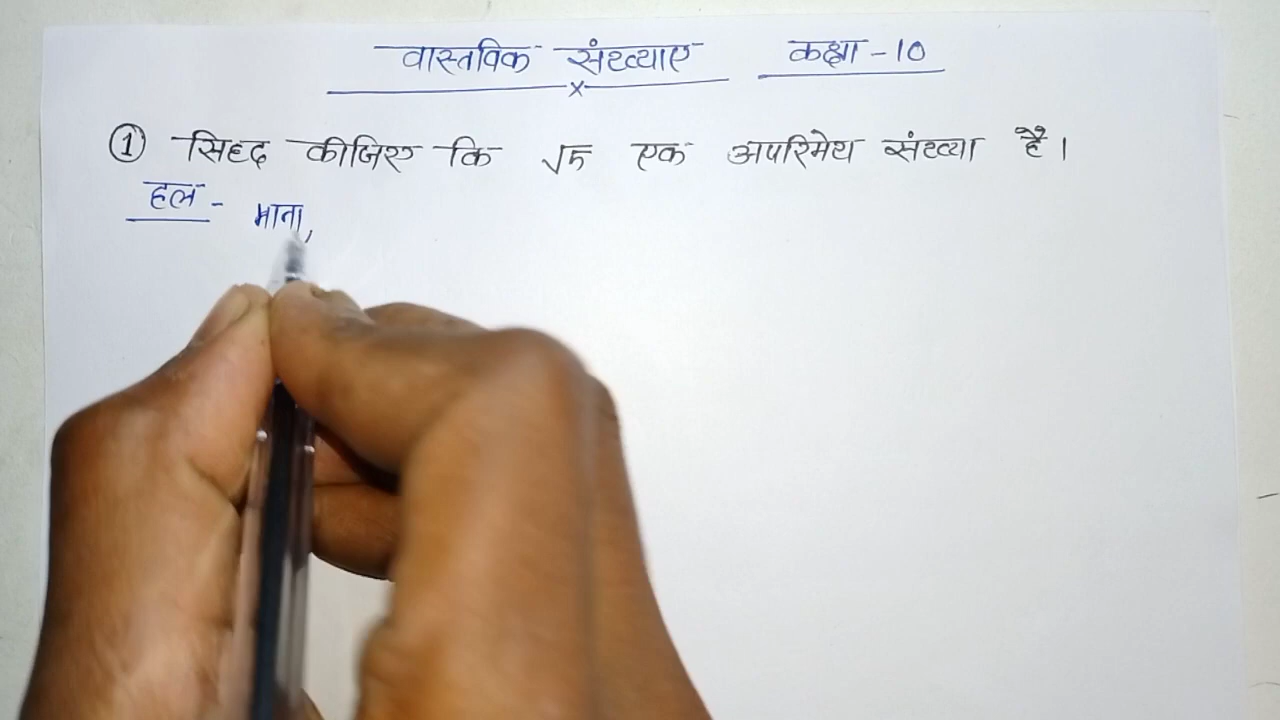 वास्तविक संख्याए कक्षा - 10
x
① सिद्द कीजिए कि √5 एक अपरिमेय संख्या है।
हल - माना,